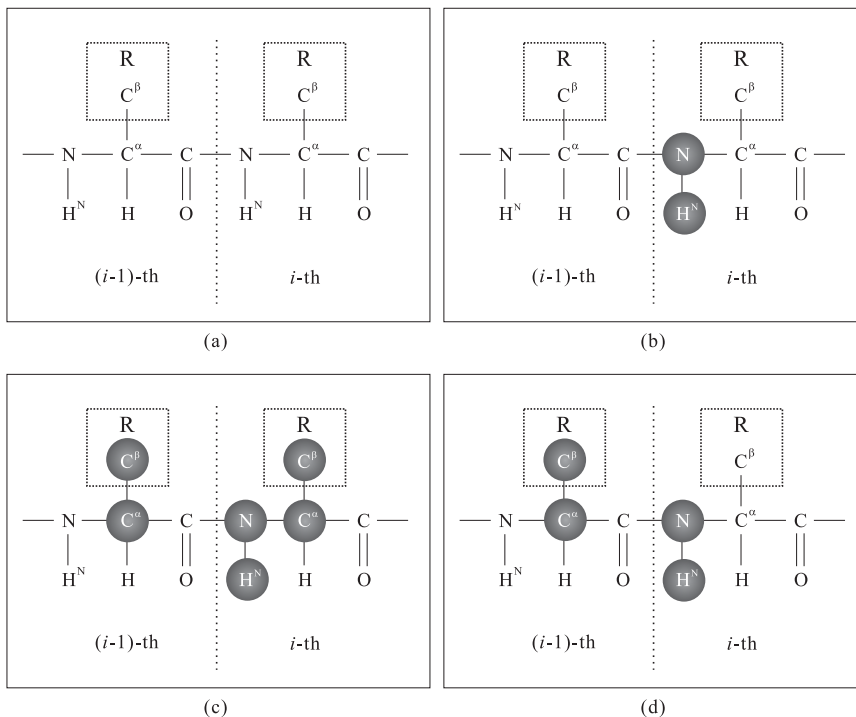 R R
C^β C^β
N C^α C N C^α C
H^N H O H^N H O
(i-1)-th i-th
(a)
R R
C^β C^β
N C^α C N C^α C
H^N H O H^N H O
(i-1)-th i-th
(b)
R R
C^β C^β
N C^α C N C^α C
H^N H O H^N H O
(i-1)-th i-th
(c)
R R
C^β C^β
N C^α C N C^α C
H^N H O H^N H O
(i-1)-th i-th
(d)